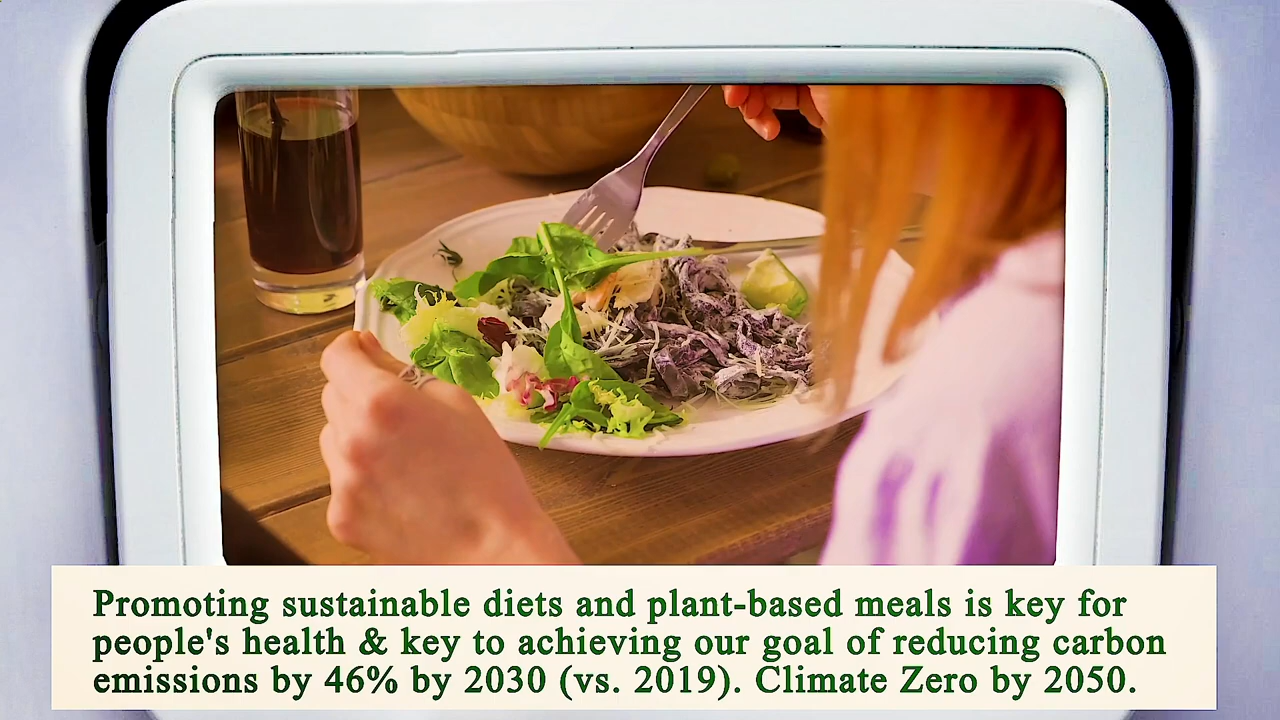 Promoting sustainable diets and plant-based meals is key for
people's health & key to achieving our goal of reducing carbon
emissions by 46% by 2030 (vs. 2019). Climate Zero by 2050.